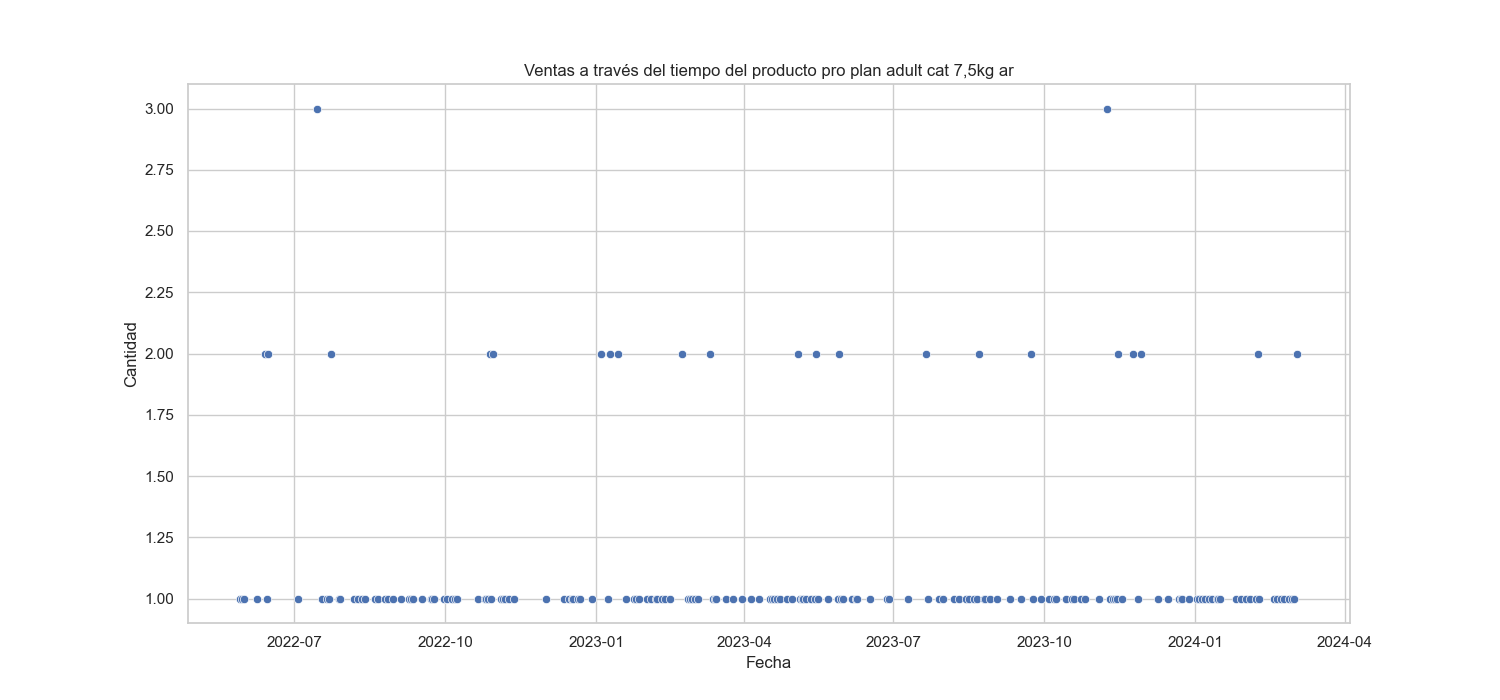 Ventas a través del tiempo del producto pro plan adult cat 7,5kg ar
3.00
2.75
2.50
2.25
2.00
1.75
1.50
1.25
1.00
Cantidad
2022-07 2022-10 2023-01 2023-04 2023-07 2023-10 2024-01 2024-04
Fecha